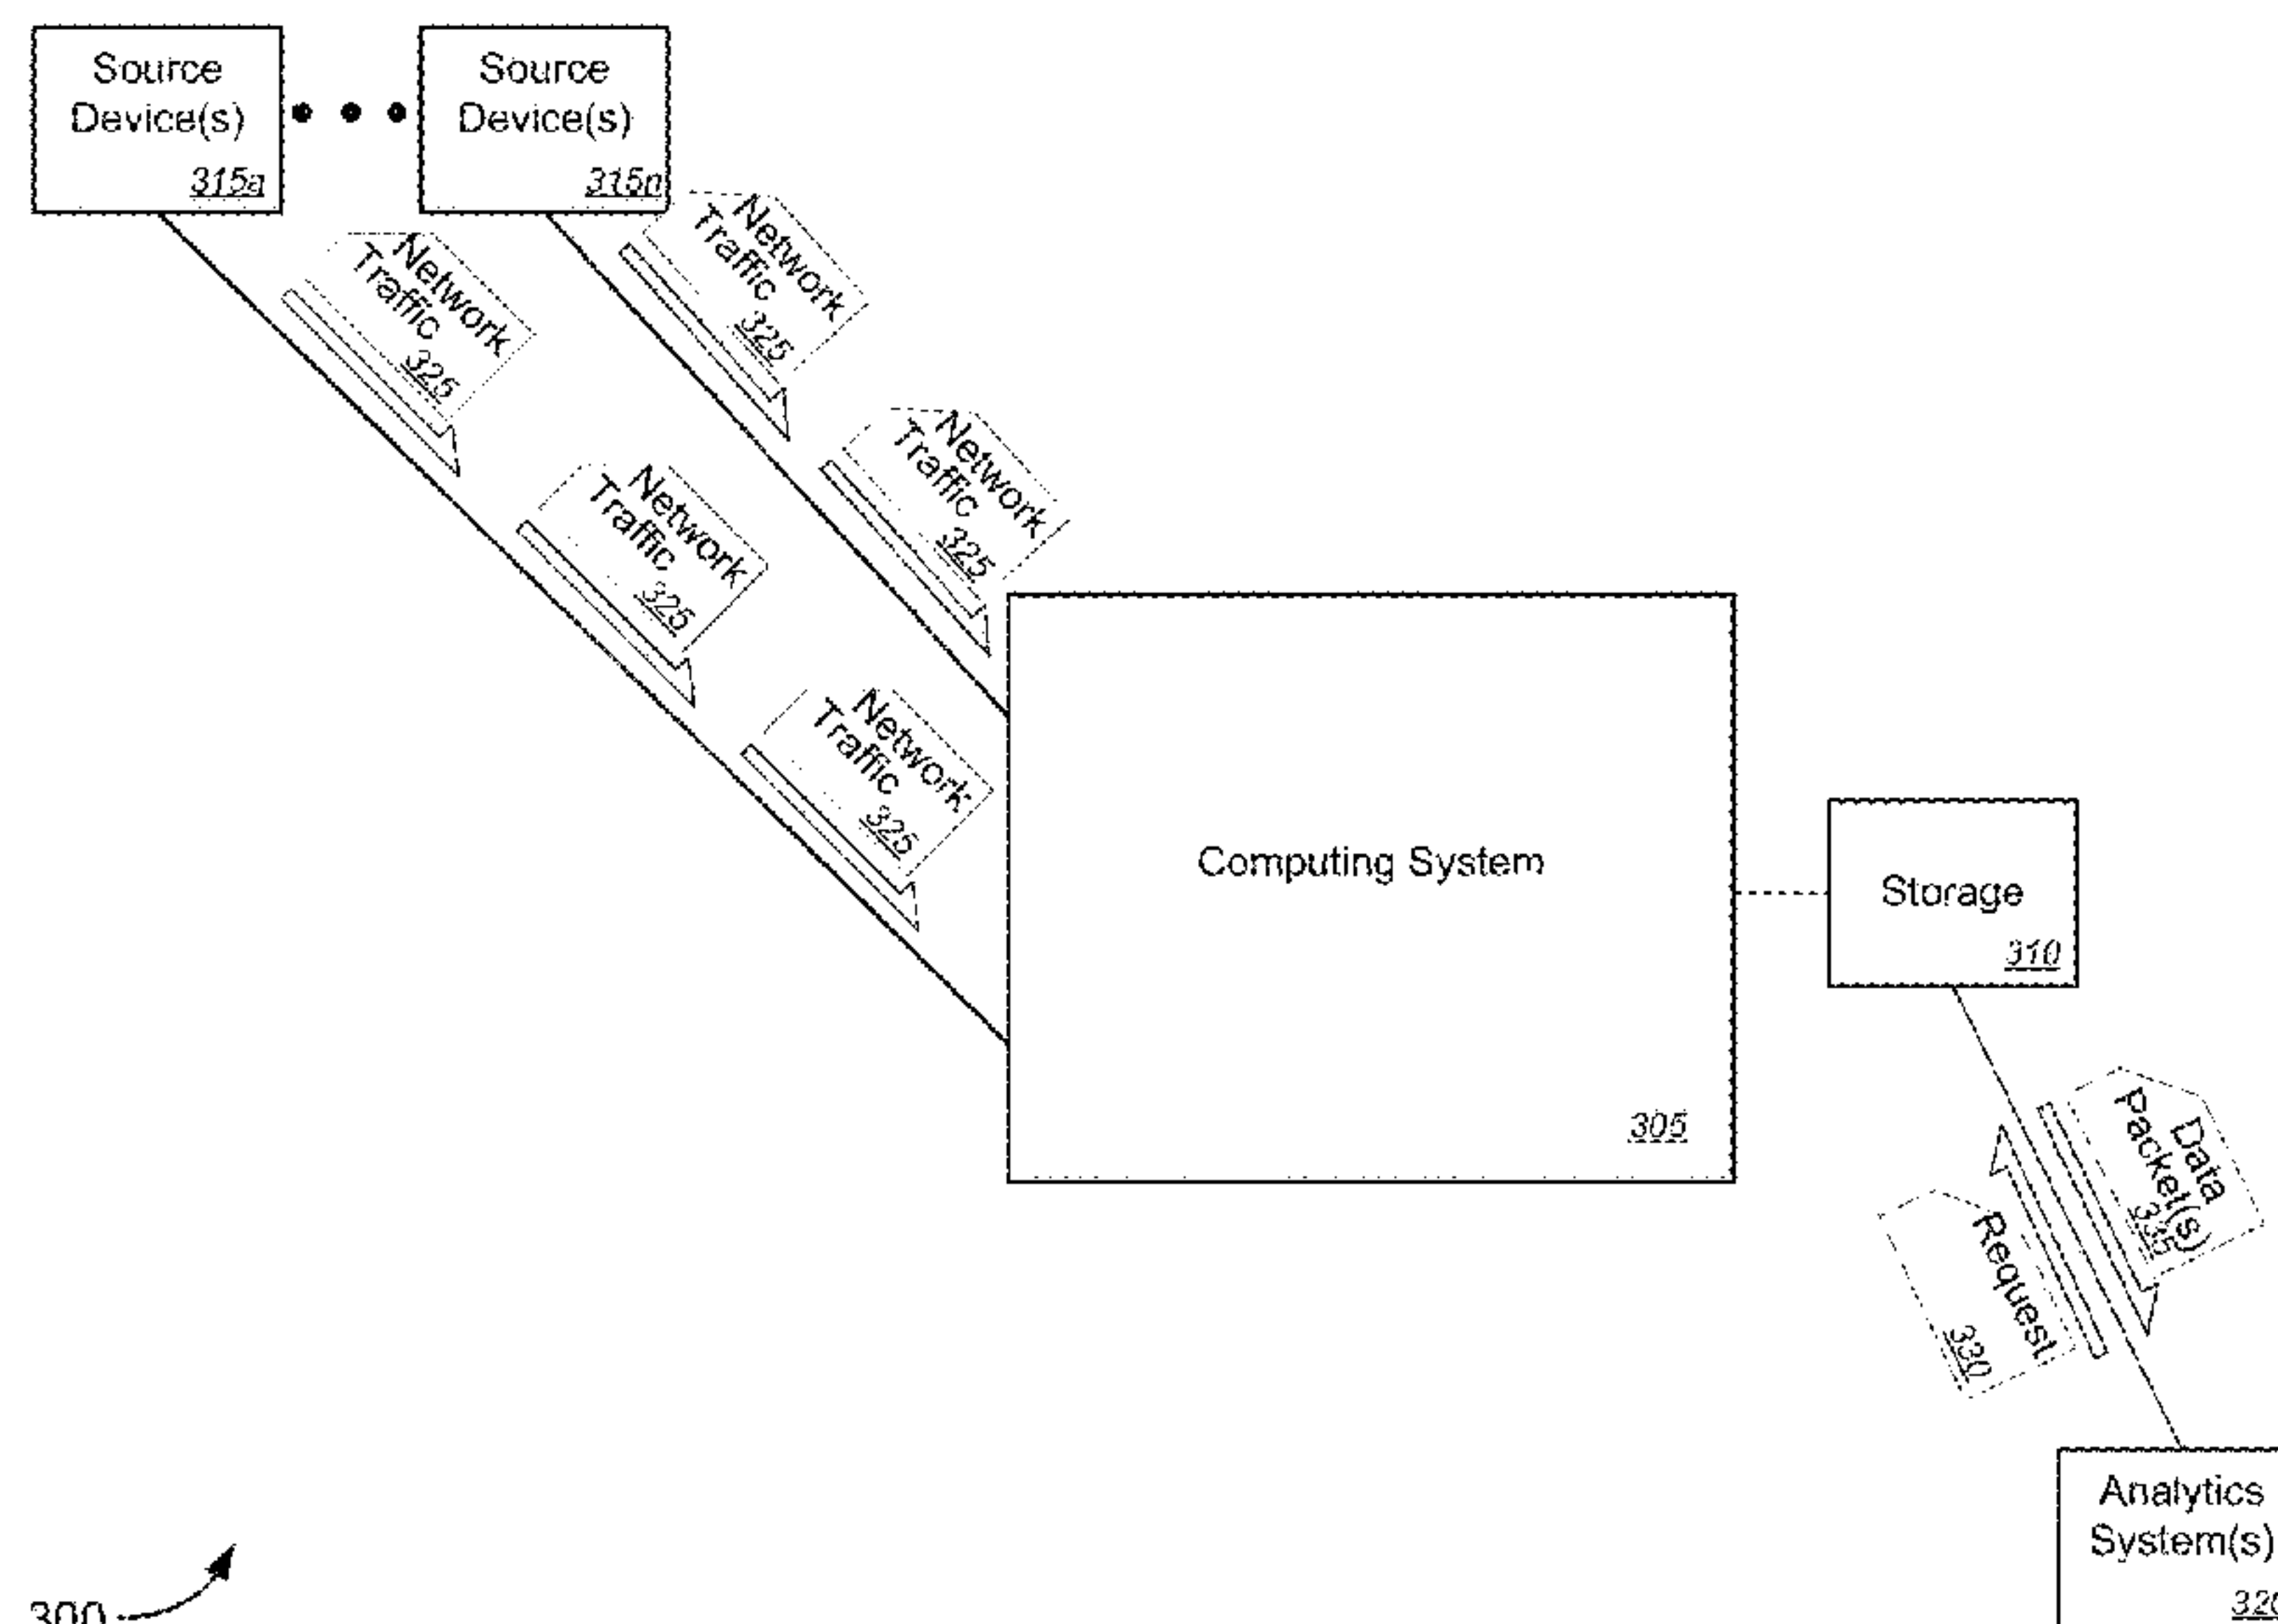 Source
Device(s)
315a
Source
Device(s)
315n
Network
Traffic
325
Network
Traffic
325
Network
Traffic
325
Network
Traffic
325
Network
Traffic
325
Computing System
305
Storage
310
Data
Packet(s)
335
Request
330
Analytics
System(s)
320
300